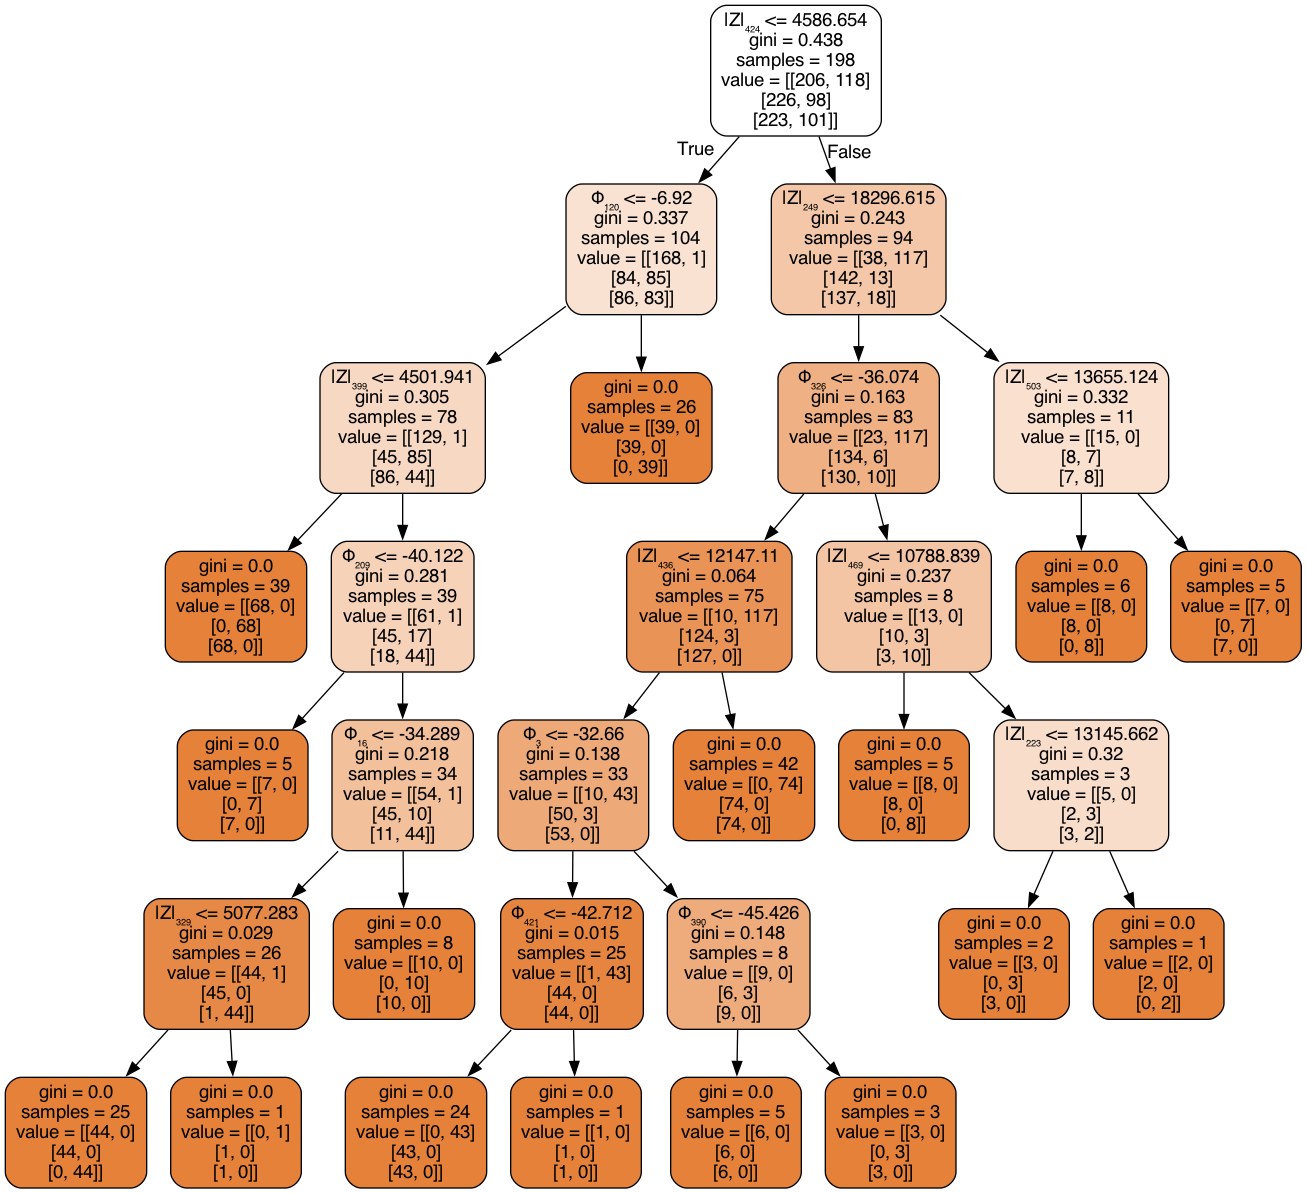 |Z|₄₂₄ <= 4586.654
gini = 0.438
samples = 198
value = [[206, 118]
[226, 98]
[223, 101]]
True
False
Φ₁₂₀ <= -6.92
gini = 0.337
samples = 104
value = [[168, 1]
[84, 85]
[86, 83]]
|Z|₂₄₉ <= 18296.615
gini = 0.243
samples = 94
value = [[38, 117]
[142, 13]
[137, 18]]
|Z|₃₉₉ <= 4501.941
gini = 0.305
samples = 78
value = [[129, 1]
[45, 85]
[86, 44]]
gini = 0.0
samples = 26
value = [[39, 0]
[39, 0]
[0, 39]]
Φ₃₂₆ <= -36.074
gini = 0.163
samples = 83
value = [[23, 117]
[134, 6]
[130, 10]]
|Z|₅₀₃ <= 13655.124
gini = 0.332
samples = 11
value = [[15, 0]
[8, 7]
[7, 8]]
gini = 0.0
samples = 39
value = [[68, 0]
[0, 68]
[68, 0]]
Φ₂₀₉ <= -40.122
gini = 0.281
samples = 39
value = [[61, 1]
[45, 17]
[18, 44]]
|Z|₄₃₆ <= 12147.11
gini = 0.064
samples = 75
value = [[10, 117]
[124, 3]
[127, 0]]
|Z|₄₆₉ <= 10788.839
gini = 0.237
samples = 8
value = [[13, 0]
[10, 3]
[3, 10]]
gini = 0.0
samples = 6
value = [[8, 0]
[8, 0]
[0, 8]]
gini = 0.0
samples = 5
value = [[7, 0]
[0, 7]
[7, 0]]
gini = 0.0
samples = 5
value = [[7, 0]
[0, 7]
[7, 0]]
Φ₁₆ <= -34.289
gini = 0.218
samples = 34
value = [[54, 1]
[45, 10]
[11, 44]]
Φ₃ <= -32.66
gini = 0.138
samples = 33
value = [[10, 43]
[50, 3]
[53, 0]]
gini = 0.0
samples = 42
value = [[0, 74]
[74, 0]
[74, 0]]
gini = 0.0
samples = 5
value = [[8, 0]
[8, 0]
[0, 8]]
|Z|₂₂₃ <= 13145.662
gini = 0.32
samples = 3
value = [[5, 0]
[2, 3]
[3, 2]]
|Z|₃₂₉ <= 5077.283
gini = 0.029
samples = 26
value = [[44, 1]
[45, 0]
[1, 44]]
gini = 0.0
samples = 8
value = [[10, 0]
[0, 10]
[10, 0]]
Φ₄₂₁ <= -42.712
gini = 0.015
samples = 25
value = [[1, 43]
[44, 0]
[44, 0]]
Φ₃₉₀ <= -45.426
gini = 0.148
samples = 8
value = [[9, 0]
[6, 3]
[9, 0]]
gini = 0.0
samples = 2
value = [[3, 0]
[0, 3]
[3, 0]]
gini = 0.0
samples = 1
value = [[2, 0]
[2, 0]
[0, 2]]
gini = 0.0
samples = 25
value = [[44, 0]
[44, 0]
[0, 44]]
gini = 0.0
samples = 1
value = [[0, 1]
[1, 0]
[1, 0]]
gini = 0.0
samples = 24
value = [[0, 43]
[43, 0]
[43, 0]]
gini = 0.0
samples = 1
value = [[1, 0]
[1, 0]
[1, 0]]
gini = 0.0
samples = 5
value = [[6, 0]
[6, 0]
[6, 0]]
gini = 0.0
samples = 3
value = [[3, 0]
[0, 3]
[3, 0]]